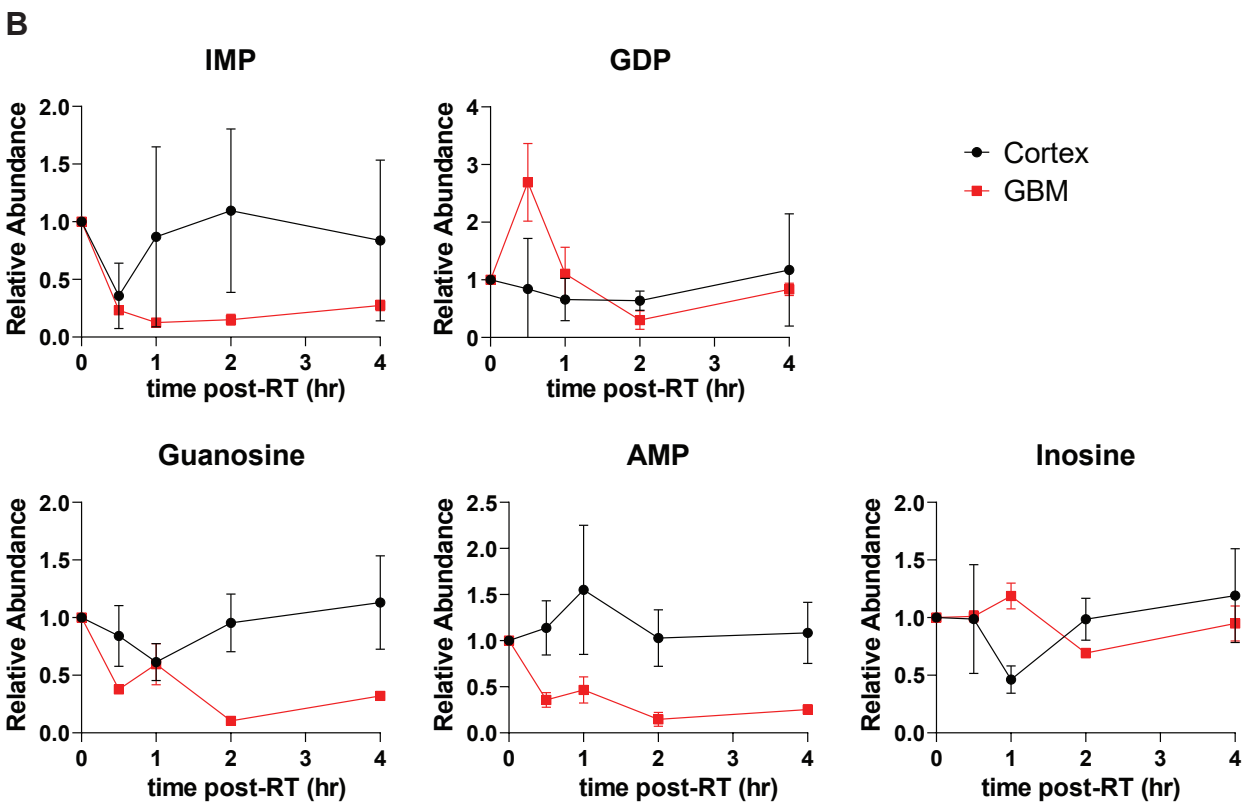 B
IMP
Relative Abundance
2.0
1.5
1.0
0.5
0.0
0 1 2 3 4
time post-RT (hr)
GDP
Relative Abundance
4
3
2
1
0
0 1 2 3 4
time post-RT (hr)
Cortex
GBM
Guanosine
Relative Abundance
2.0
1.5
1.0
0.5
0.0
0 1 2 3 4
time post-RT (hr)
AMP
Relative Abundance
2.5
2.0
1.5
1.0
0.5
0.0
0 1 2 3 4
time post-RT (hr)
Inosine
Relative Abundance
2.0
1.5
1.0
0.5
0.0
0 1 2 3 4
time post-RT (hr)